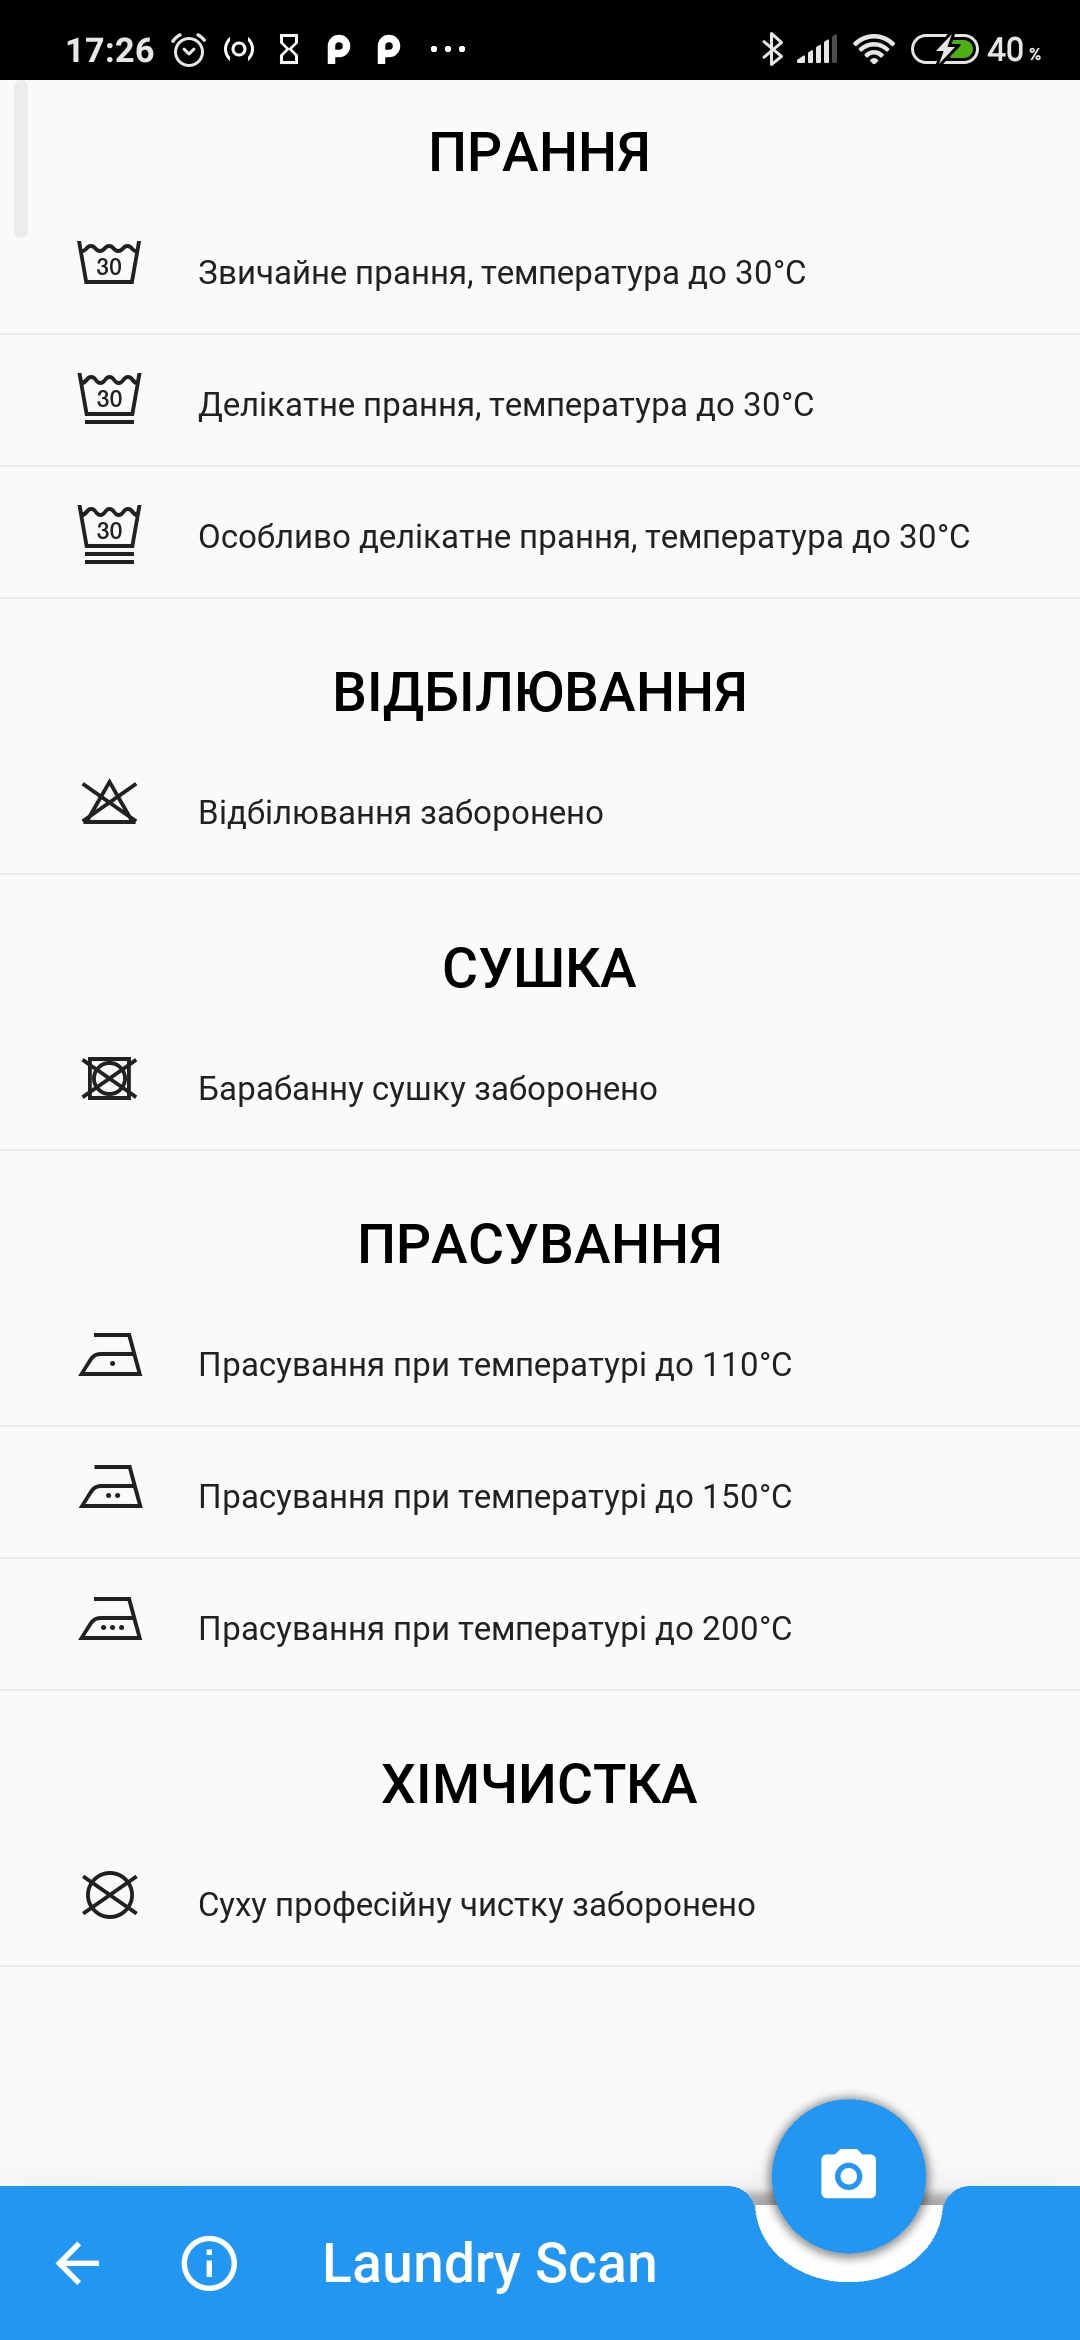 17:26
40 %
ПРАННЯ
30
Звичайне прання, температура до 30°C
30
Делікатне прання, температура до 30°C
30
Особливо делікатне прання, температура до 30°C
ВІДБІЛЮВАННЯ
Відбілювання заборонено
СУШКА
Барабанну сушку заборонено
ПРАСУВАННЯ
Прасування при температурі до 110°C
Прасування при температурі до 150°C
Прасування при температурі до 200°C
ХІМЧИСТКА
Суху професійну чистку заборонено
Laundry Scan